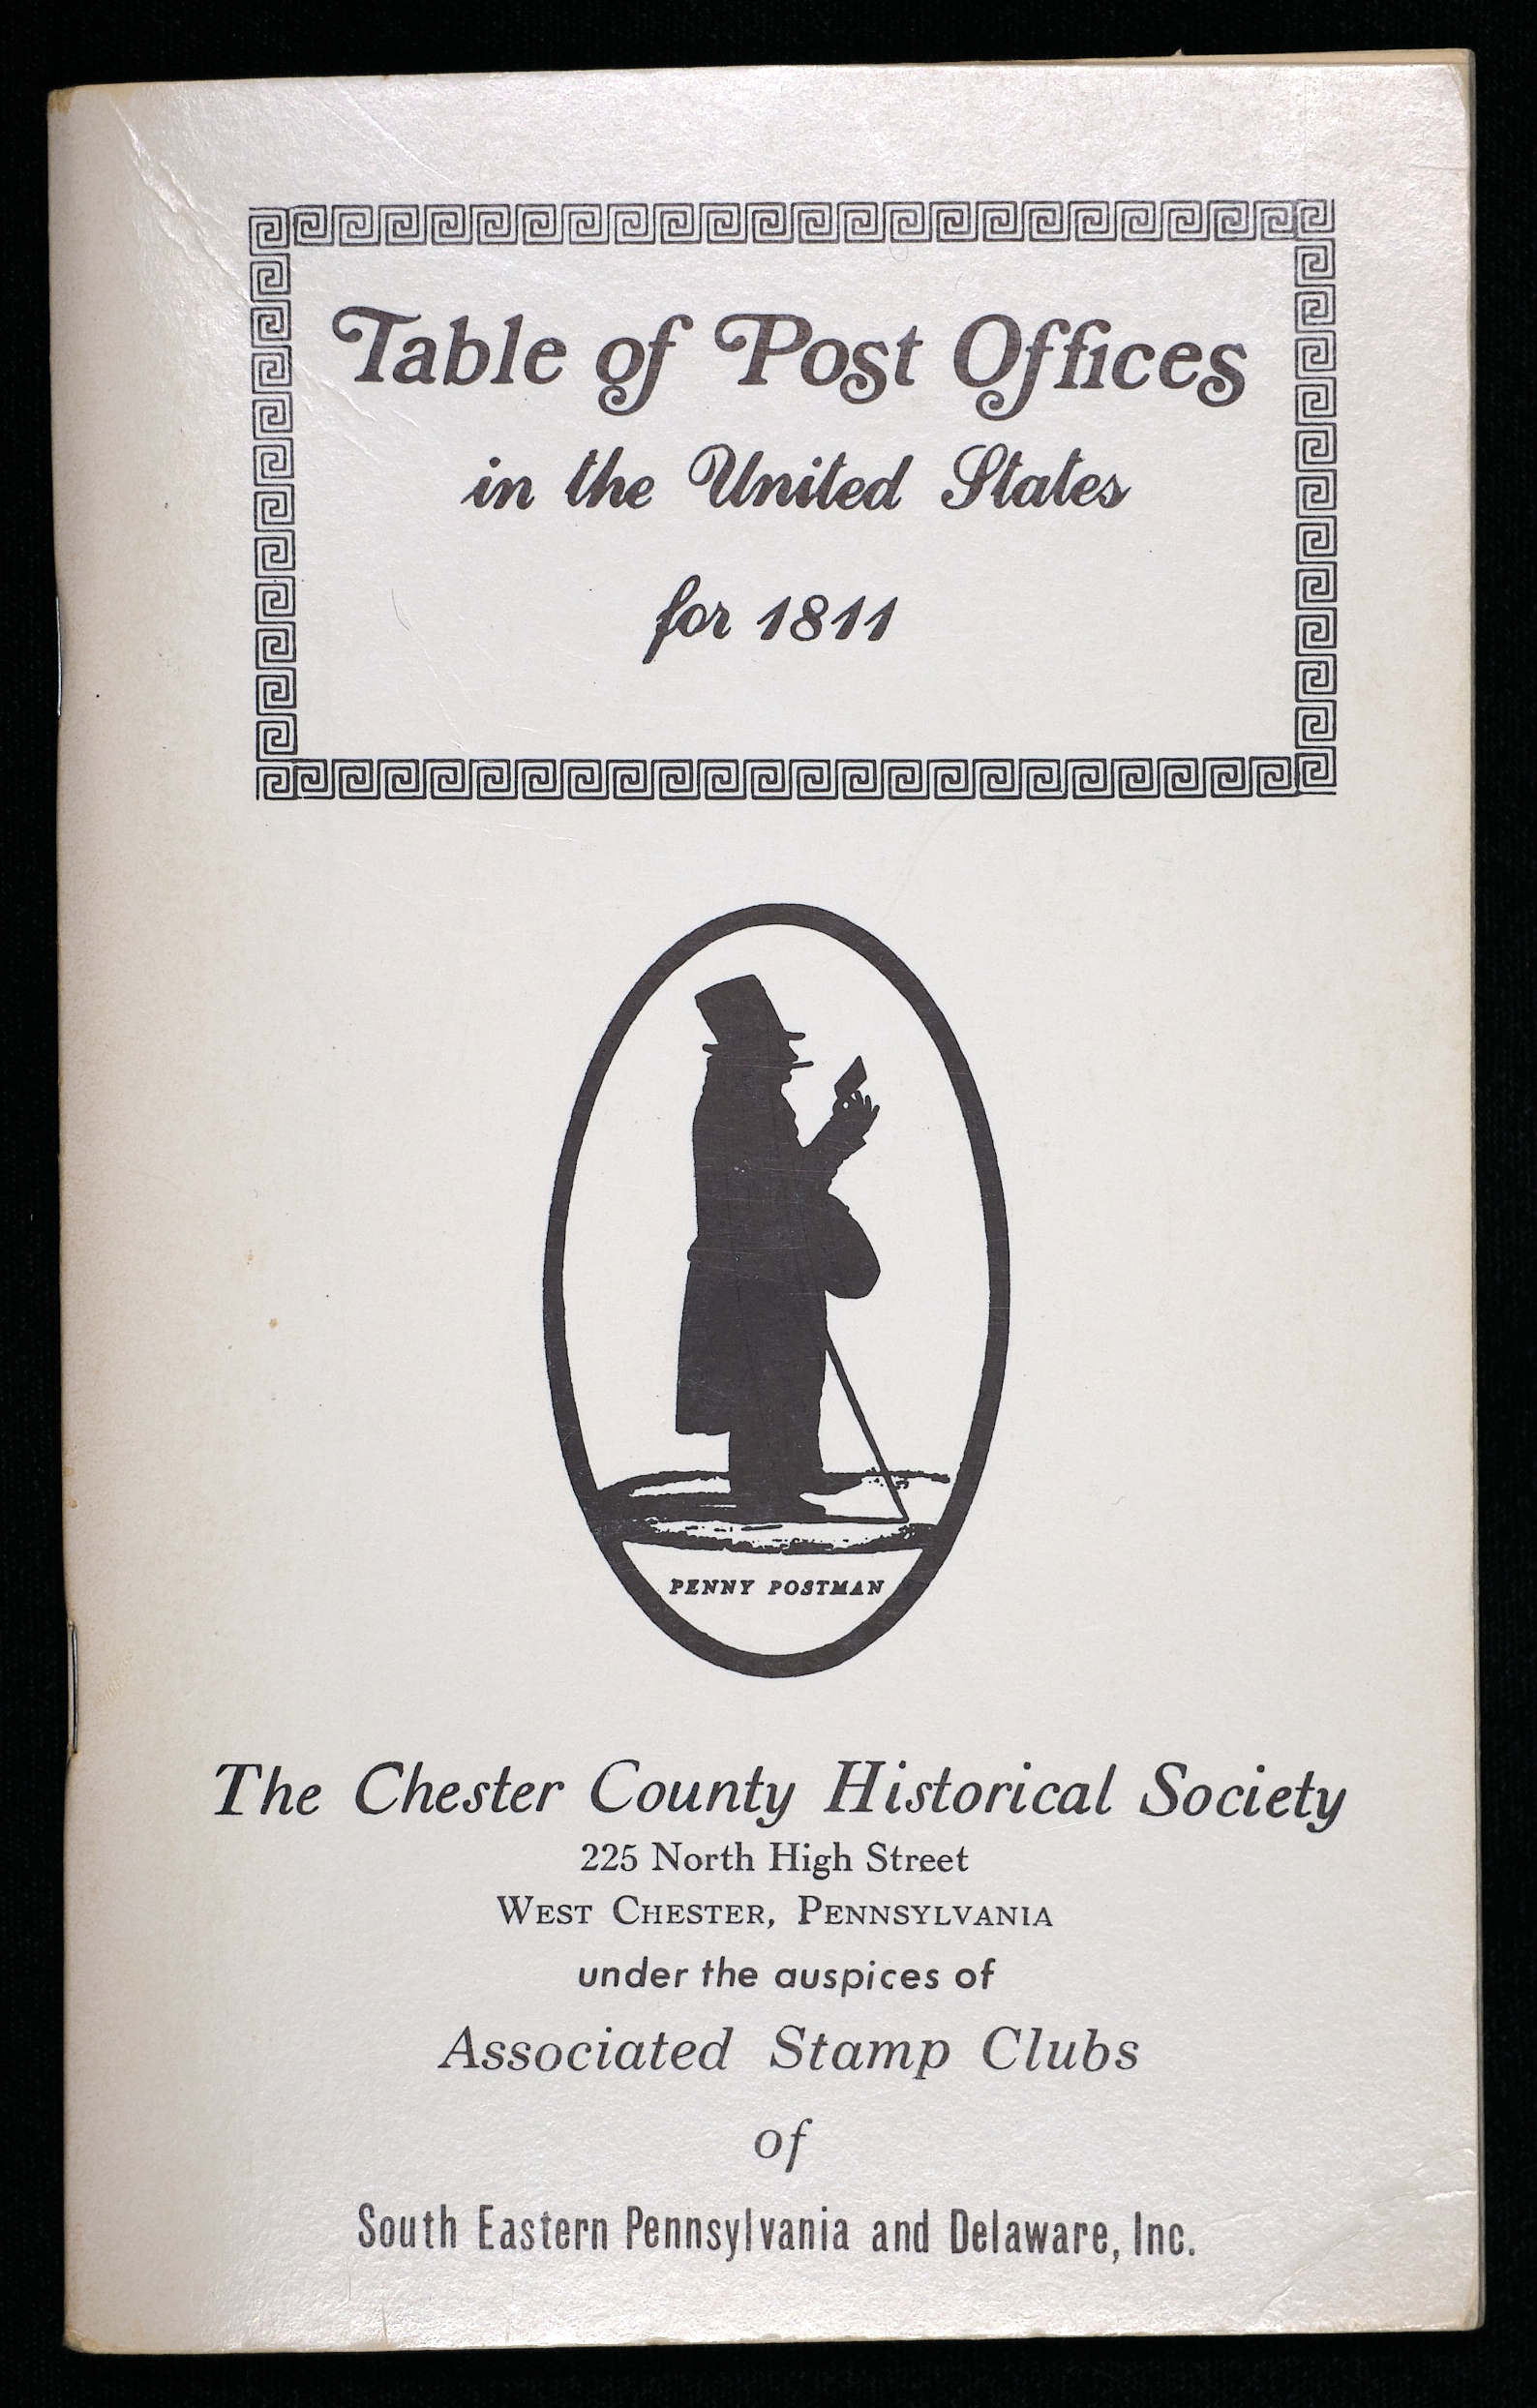 Table of Post Offices
in the United States
for 1811
PENNY POSTMAN
The Chester County Historical Society
225 North High Street
WEST CHESTER, PENNSYLVANIA
under the auspices of
Associated Stamp Clubs
of
South Eastern Pennsylvania and Delaware, Inc.